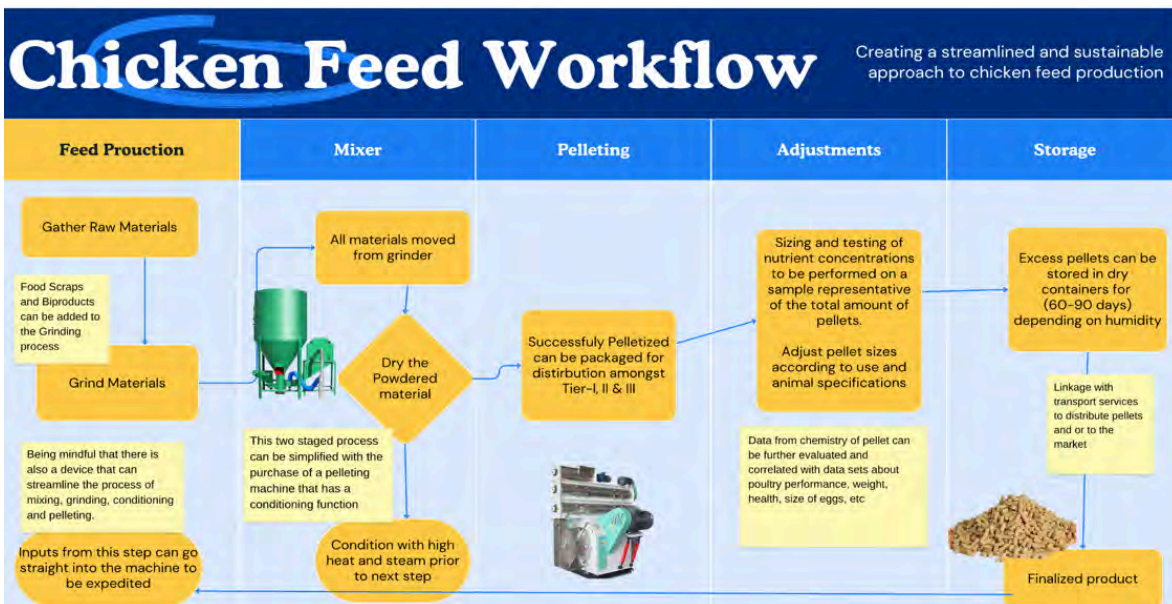 Chicken Feed Workflow
Creating a streamlined and sustainable
approach to chicken feed production
Feed Prouction
Mixer
Pelleting
Adjustments
Storage
Gather Raw Materials
Food Scraps
and Biproducts
can be added to
the Grinding
process
Grind Materials
Being mindful that there is
also a device that can
streamline the process of
mixing, grinding, conditioning
and pelleting.
Inputs from this step can go
straight into the machine to
be expedited
All materials moved
from grinder
Dry the
Powdered
material
This two staged process
can be simplified with the
purchase of a pelleting
machine that has a
conditioning function
Condition with high
heat and steam prior
to next step
Successfuly Pelletized
can be packaged for
distirbution amongst
Tier-I, II & III
Sizing and testing of
nutrient concentrations
to be performed on a
sample representative
of the total amount of
pellets.
Adjust pellet sizes
according to use and
animal specifications
Data from chemistry of pellet can
be further evaluated and
correlated with data sets about
poultry performance, weight,
health, size of eggs, etc
Excess pellets can be
stored in dry
containers for
(60-90 days)
depending on humidity
Linkage with
transport services
to distribute pellets
and or to the
market
Finalized product